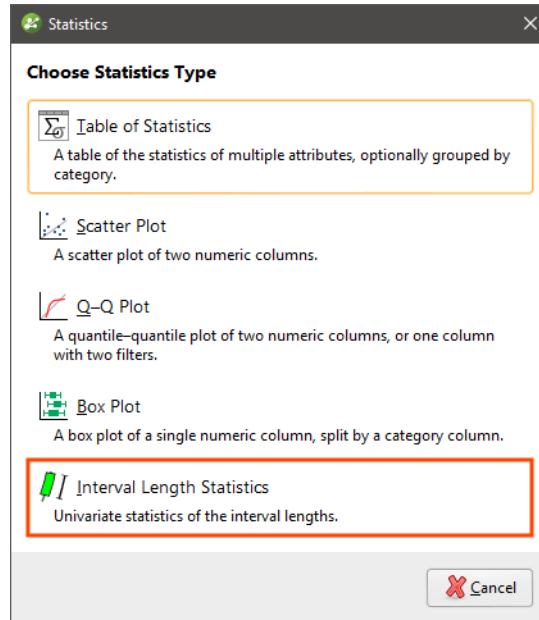 Statistics
Choose Statistics Type
Table of Statistics
A table of the statistics of multiple attributes, optionally grouped by
category.
Scatter Plot
A scatter plot of two numeric columns.
Q–Q Plot
A quantile–quantile plot of two numeric columns, or one column
with two filters.
Box Plot
A box plot of a single numeric column, split by a category column.
Interval Length Statistics
Univariate statistics of the interval lengths.
Cancel